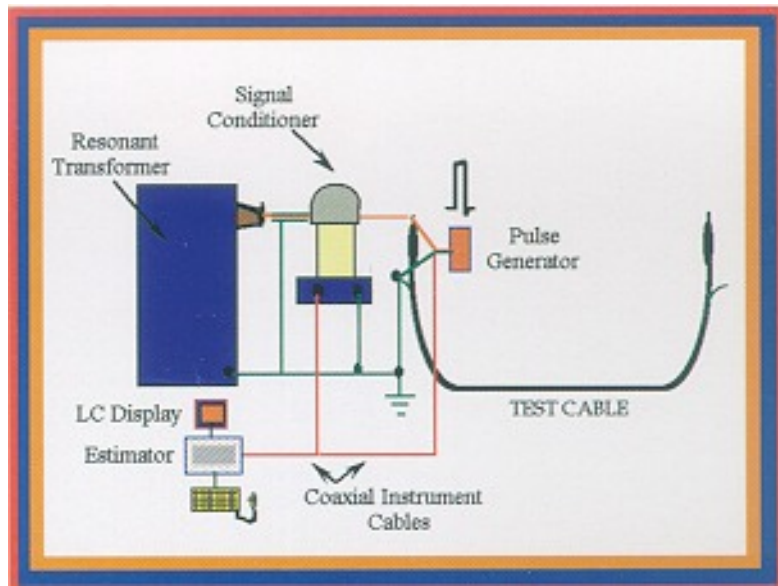 Signal
Conditioner
Resonant
Transformer
Pulse
Generator
TEST CABLE
LC Display
Estimator
Coaxial Instrument
Cables